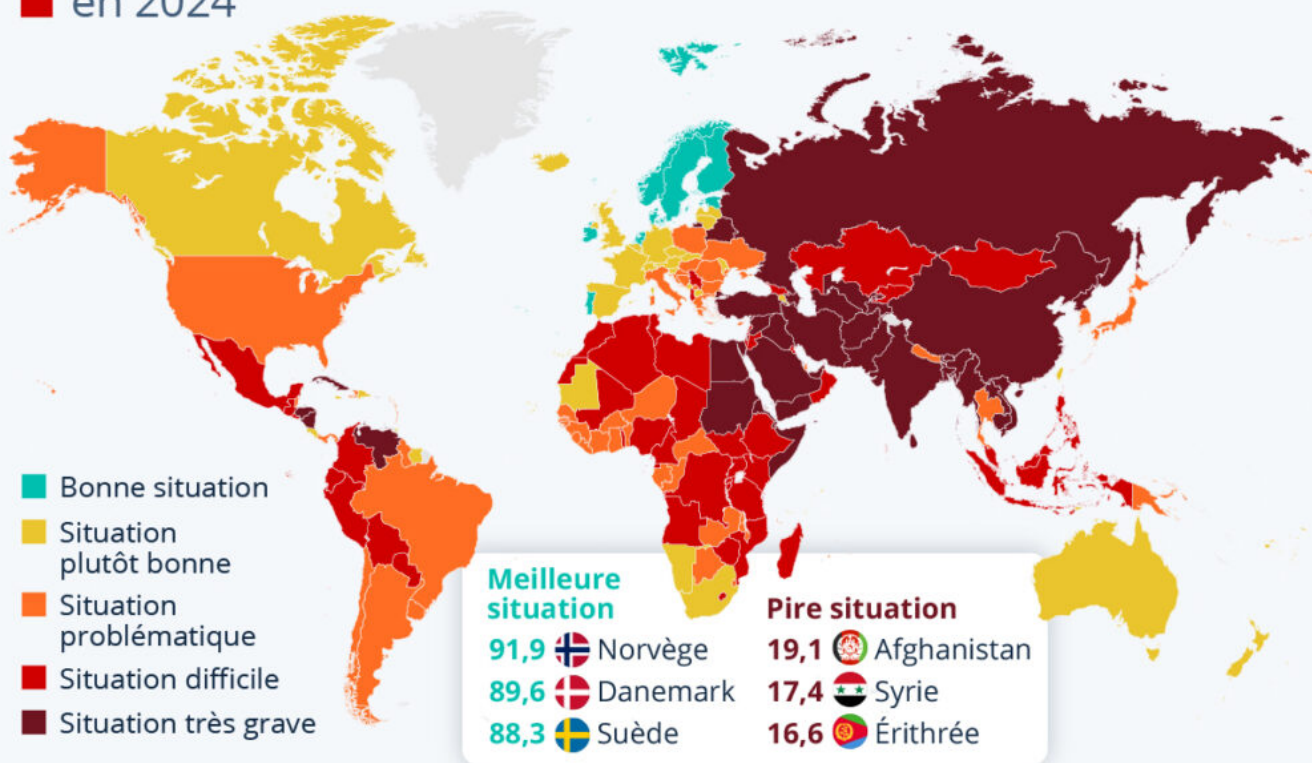 en 2024
Bonne situation
Situation
plutôt bonne
Situation
problématique
Situation difficile
Situation très grave
Meilleure
situation
91,9 Norvège
89,6 Danemark
88,3 Suède
Pire situation
19,1 Afghanistan
17,4 Syrie
16,6 Érithrée